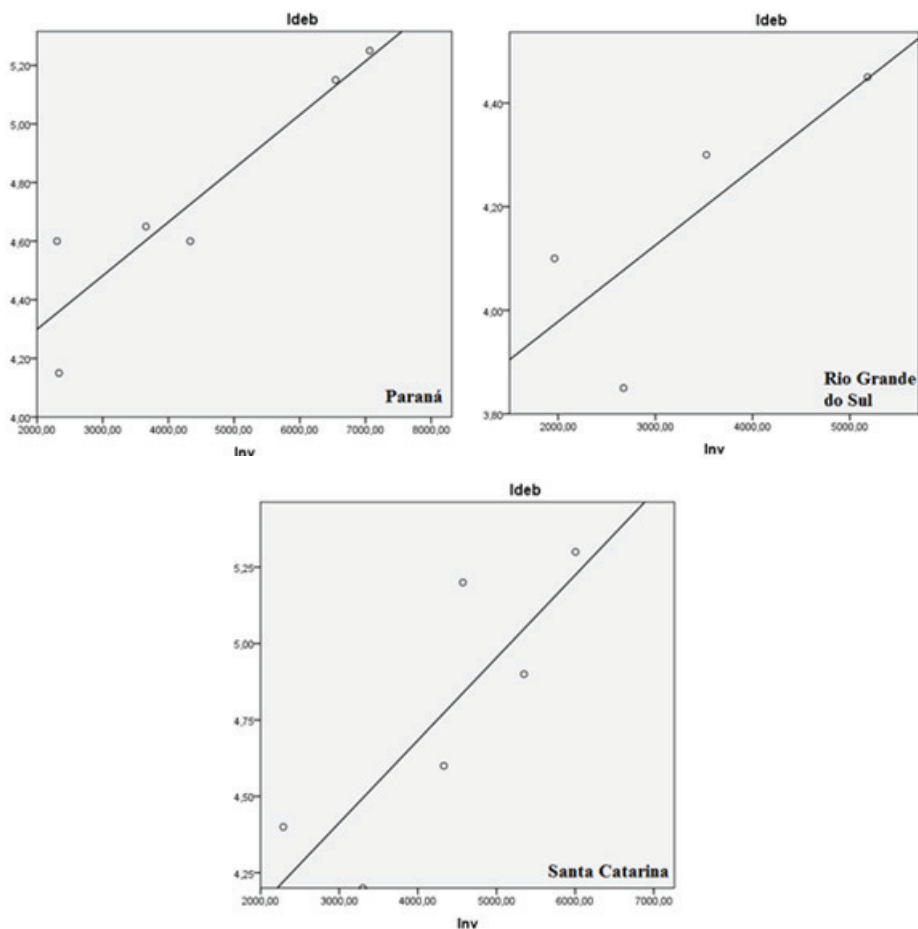 Ideb
5,20
5,00
4,80
4,60
4,40
4,20
4,00
2000,00 3000,00 4000,00 5000,00 6000,00 7000,00 8000,00
Inv
Paraná
Ideb
4,40
4,20
4,00
3,80
2000,00 3000,00 4000,00 5000,00
Inv
Rio Grande
do Sul
Ideb
5,25
5,00
4,75
4,50
4,25
2000,00 3000,00 4000,00 5000,00 6000,00 7000,00
Inv
Santa Catarina